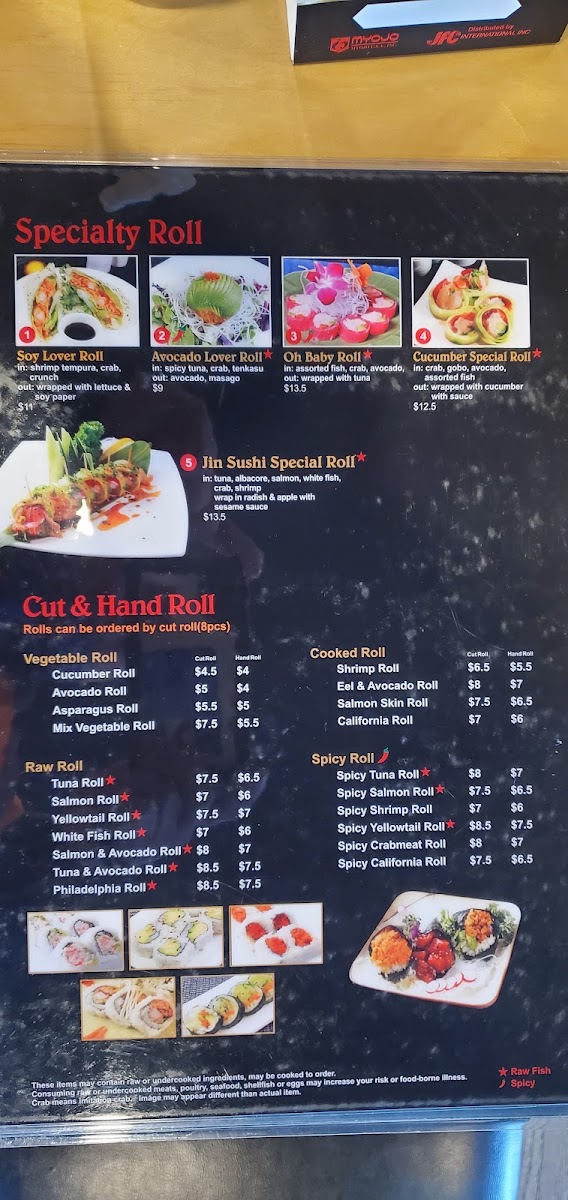 MYOJO
MYOJO U.S.A., INC.
Distributed by
JFC INTERNATIONAL INC
Specialty Roll
1
Soy Lover Roll
in: shrimp tempura, crab,
crunch
out: wrapped with lettuce &
soy paper
$11
2
Avocado Lover Roll★
in: spicy tuna, crab, tenkasu
out: avocado, masago
$9
3
Oh Baby Roll★
in: assorted fish, crab, avocado,
out: wrapped with tuna
$13.5
4
Cucumber Special Roll★
in: crab, gobo, avocado,
assorted fish
out: wrapped with cucumber
with sauce
$12.5
5 Jin Sushi Special Roll★
in: tuna, albacore, salmon, white fish,
crab, shrimp
wrap in radish & apple with
sesame sauce
$13.5
Cut & Hand Roll
Rolls can be ordered by cut roll(8pcs)
Vegetable Roll Cut Roll Hand Roll
Cucumber Roll $4.5 $4
Avocado Roll $5 $4
Asparagus Roll $5.5 $5
Mix Vegetable Roll $7.5 $5.5
Raw Roll
Tuna Roll★ $7.5 $6.5
Salmon Roll★ $7 $6
Yellowtail Roll★ $7.5 $7
White Fish Roll★ $7 $6
Salmon & Avocado Roll★ $8 $7
Tuna & Avocado Roll★ $8.5 $7.5
Philadelphia Roll★ $8.5 $7.5
Cooked Roll Cut Roll Hand Roll
Shrimp Roll $6.5 $5.5
Eel & Avocado Roll $8 $7
Salmon Skin Roll $7.5 $6.5
California Roll $7 $6
Spicy Roll
Spicy Tuna Roll★ $8 $7
Spicy Salmon Roll★ $7.5 $6.5
Spicy Shrimp Roll $7 $6
Spicy Yellowtail Roll★ $8.5 $7.5
Spicy Crabmeat Roll $8 $7
Spicy California Roll $7.5 $6.5
These items may contain raw or undercooked ingredients, may be cooked to order.
Consuming raw or undercooked meats, poultry, seafood, shellfish or eggs may increase your risk or food-borne illness.
Crab means imitation crab. Image may appear different than actual item.
★ Raw Fish
Spicy